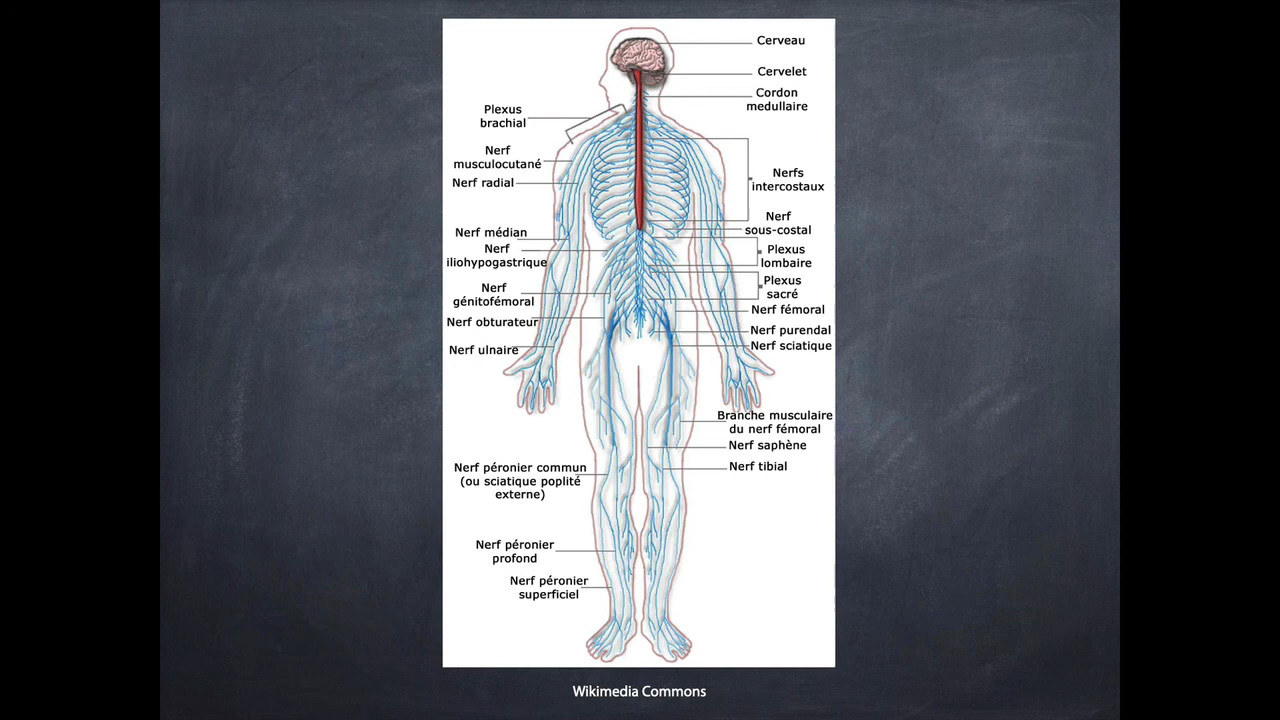 Cerveau
Cervelet
Cordon
medullaire
Plexus
brachial
Nerf
musculocutané
Nerf radial
Nerfs
intercostaux
Nerf
sous-costal
Nerf médian
Nerf
iliohypogastrique
Plexus
lombaire
Plexus
sacré
Nerf
génitofémoral
Nerf fémoral
Nerf obturateur
Nerf purendal
Nerf sciatique
Nerf ulnaire
Branche musculaire
du nerf fémoral
Nerf saphène
Nerf tibial
Nerf péronier commun
(ou sciatique poplité
externe)
Nerf péronier
profond
Nerf péronier
superficiel
Wikimedia Commons